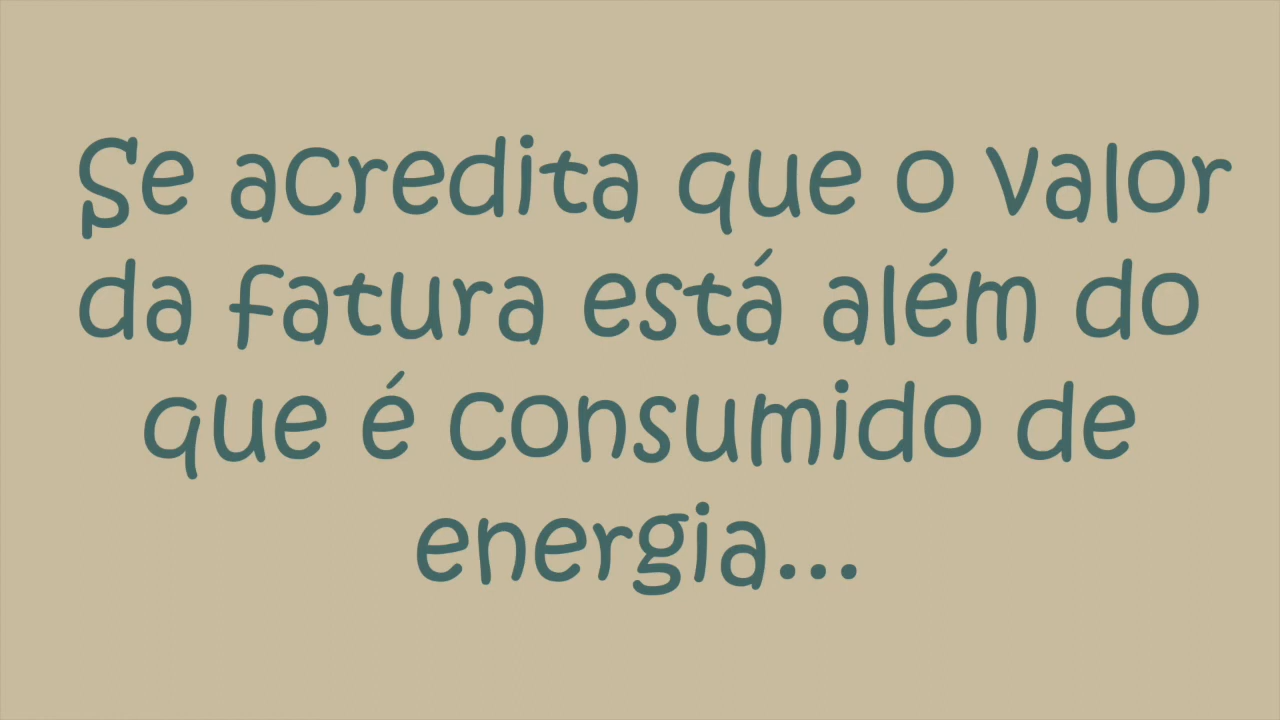 Se acredita que o valor
da fatura está além do
que é consumido de
energia...